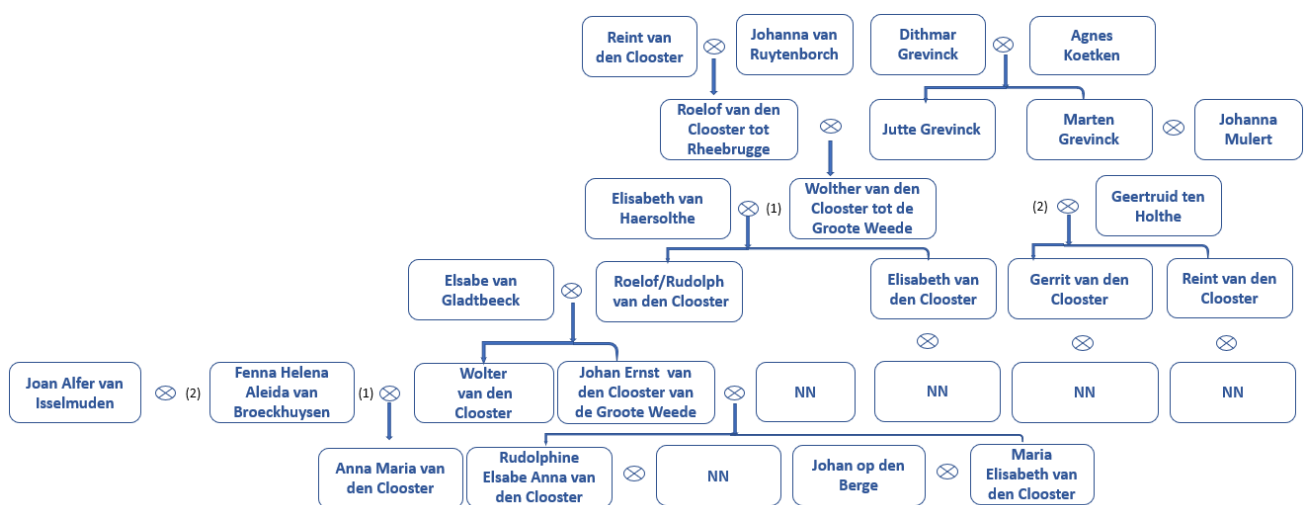 Reint van
den Clooster
Johanna van
Ruytenborch
Dithmar
Grevinck
Agnes
Koetken
Roelof van den
Clooster tot
Rheebrugge
Jutte Grevinck
Marten
Grevinck
Johanna
Mulert
Elisabeth van
Haersolthe
(1)
Wolther van den
Clooster tot de
Groote Weede
(2)
Geertruid ten
Holthe
Elsabe van
Gladtbeeck
Roelof/Rudolph
van den Clooster
Elisabeth van
den Clooster
Gerrit van den
Clooster
Reint van den
Clooster
Joan Alfer van
Isselmuden
(2)
Fenna Helena
Aleida van
Broeckhuysen
(1)
Wolter
van den
Clooster
Johan Ernst van
den Clooster van
de Groote Weede
NN
NN
NN
NN
Anna Maria van
den Clooster
Rudolphine
Elsabe Anna van
den Clooster
NN
Johan op den
Berge
Maria
Elisabeth van
den Clooster